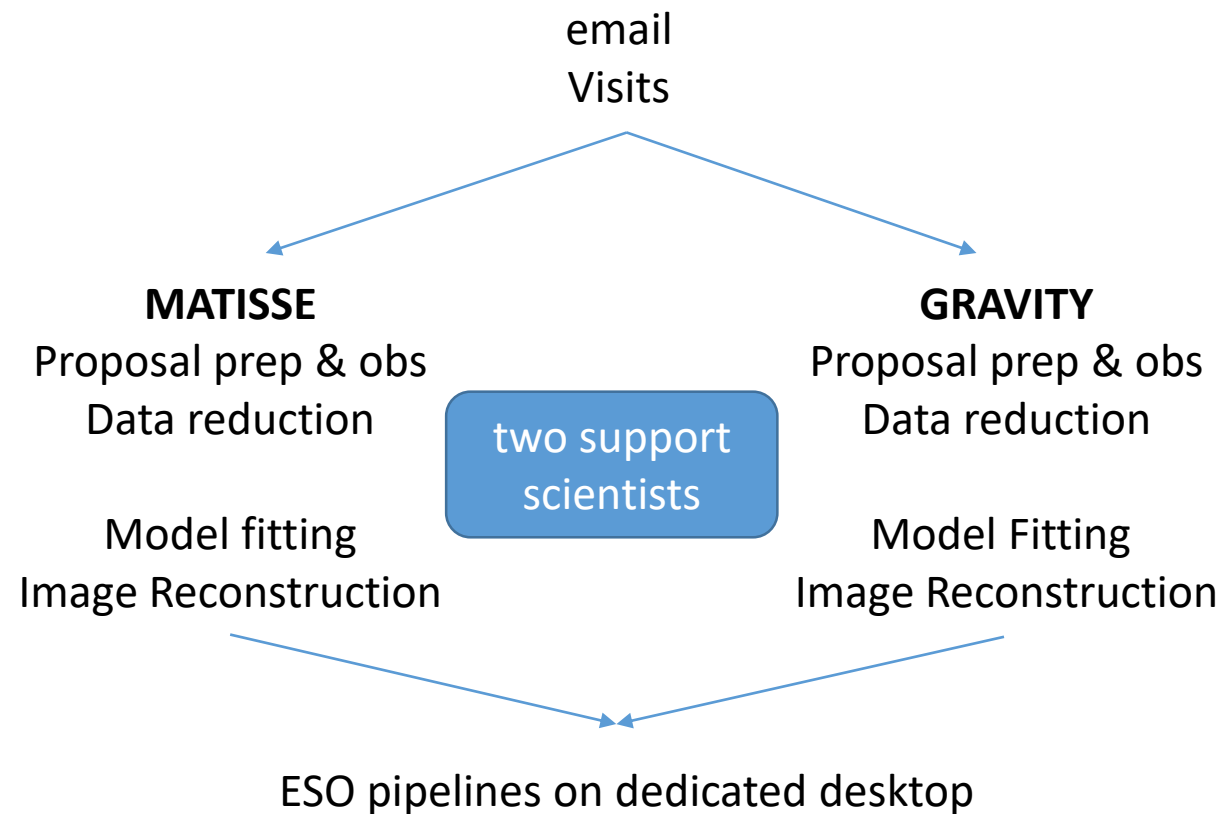 email
Visits
MATISSE
Proposal prep & obs
Data reduction
Model fitting
Image Reconstruction
two support
scientists
GRAVITY
Proposal prep & obs
Data reduction
Model Fitting
Image Reconstruction
ESO pipelines on dedicated desktop